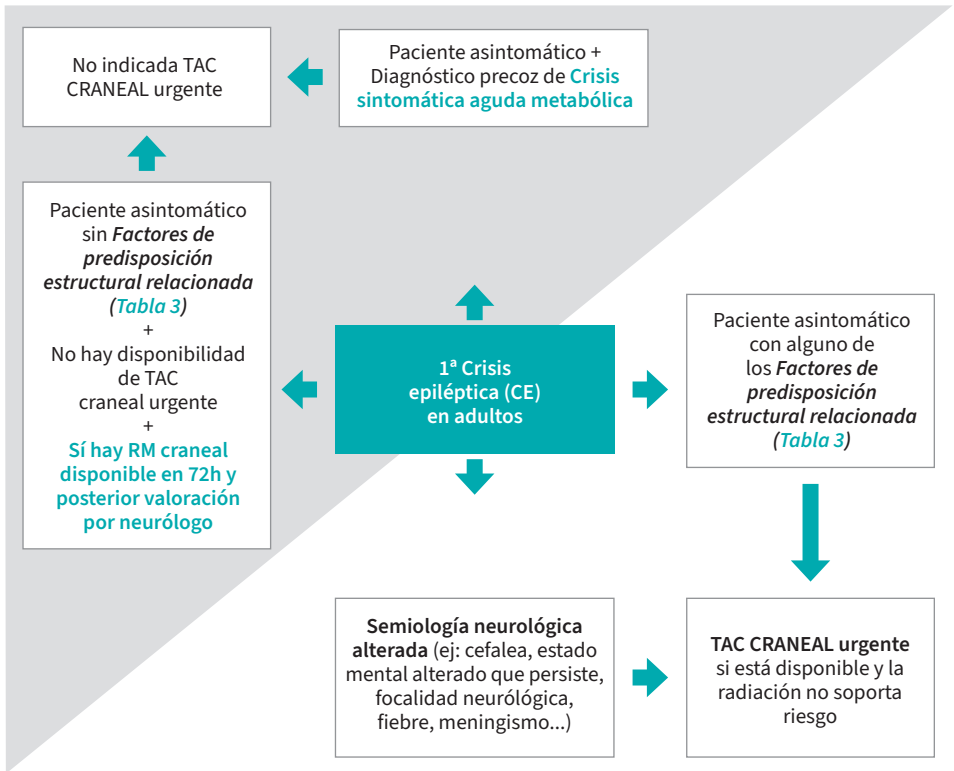 No indicada TAC
CRANEAL urgente
Paciente asintomático +
Diagnóstico precoz de Crisis
sintomática aguda metabólica
Paciente asintomático
sin Factores de
predisposición
estructural relacionada
(Tabla 3)
+
No hay disponibilidad
de TAC
craneal urgente
+
Sí hay RM craneal
disponible en 72h y
posterior valoración
por neurólogo
1ª Crisis
epiléptica (CE)
en adultos
Paciente asintomático
con alguno de
los Factores de
predisposición
estructural relacionada
(Tabla 3)
Semiología neurológica
alterada (ej: cefalea, estado
mental alterado que persiste,
focalidad neurológica,
fiebre, meningismo...)
TAC CRANEAL urgente
si está disponible y la
radiación no soporta
riesgo